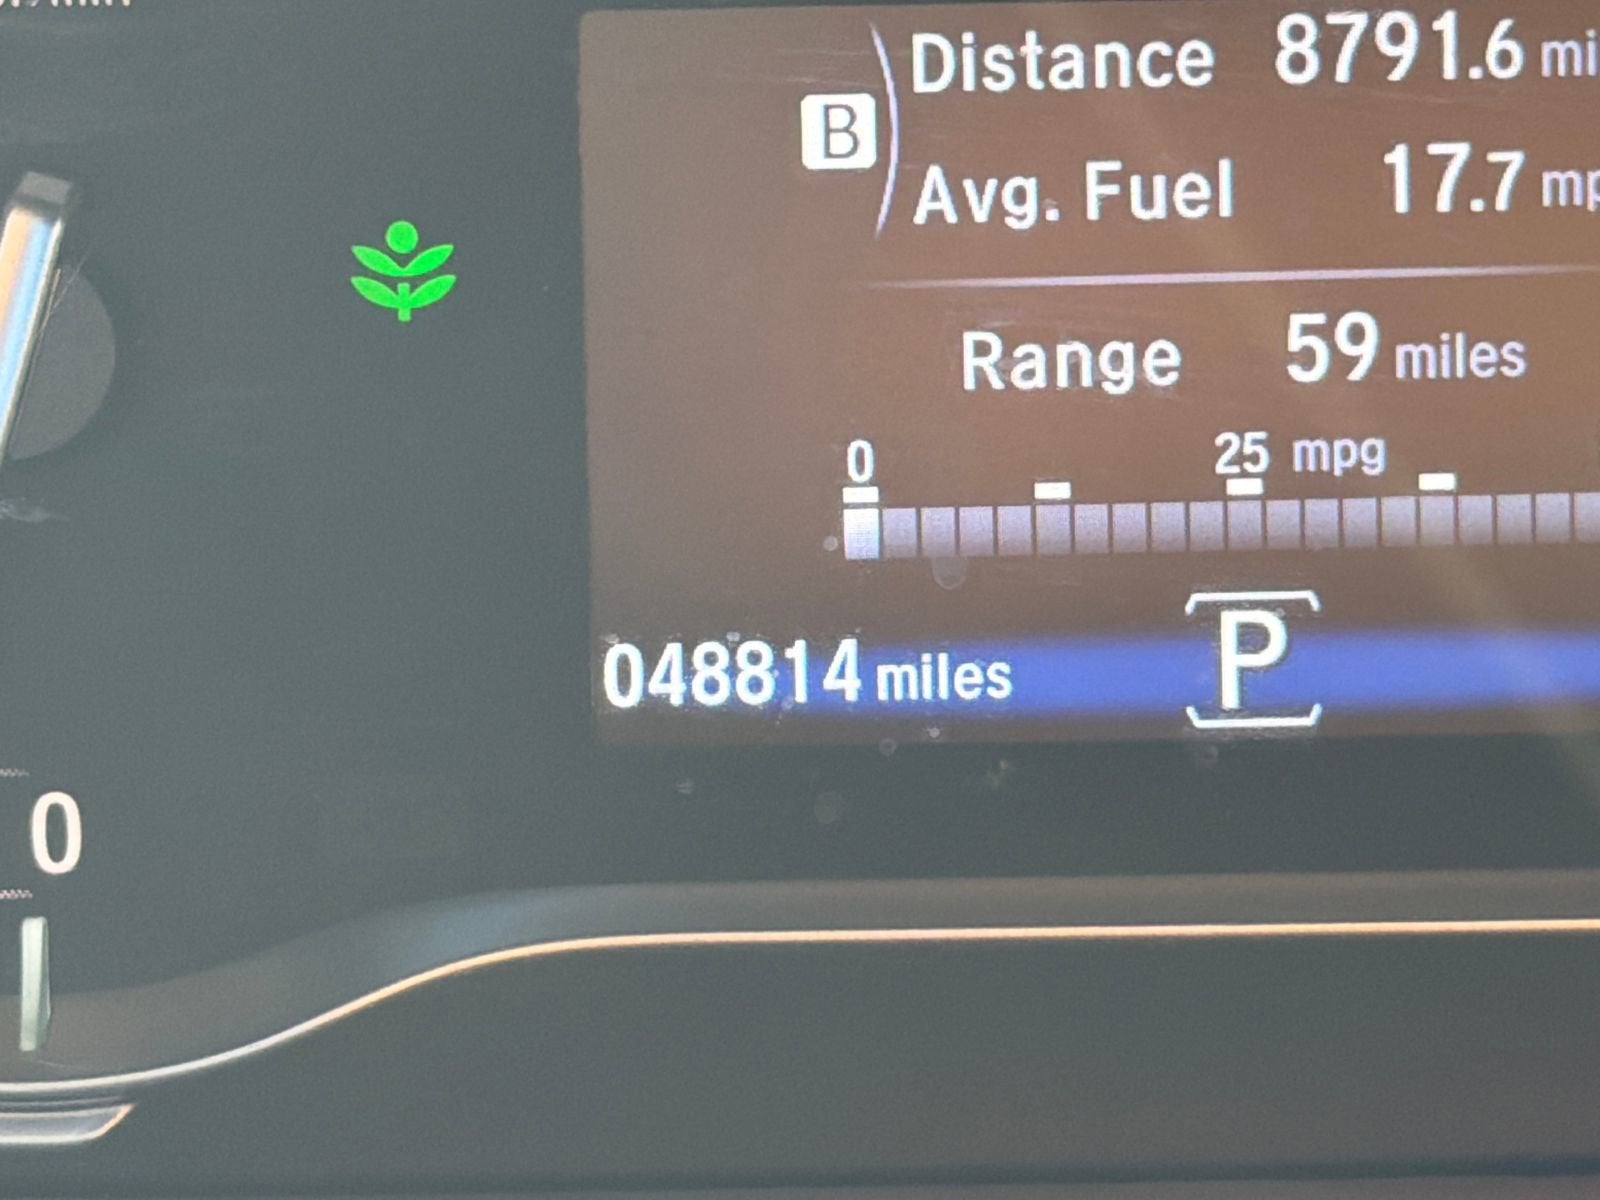 Distance 8791.6 mi
B
Avg. Fuel 17.7 mp
Range 59 miles
0 25 mpg
048814 miles P
0